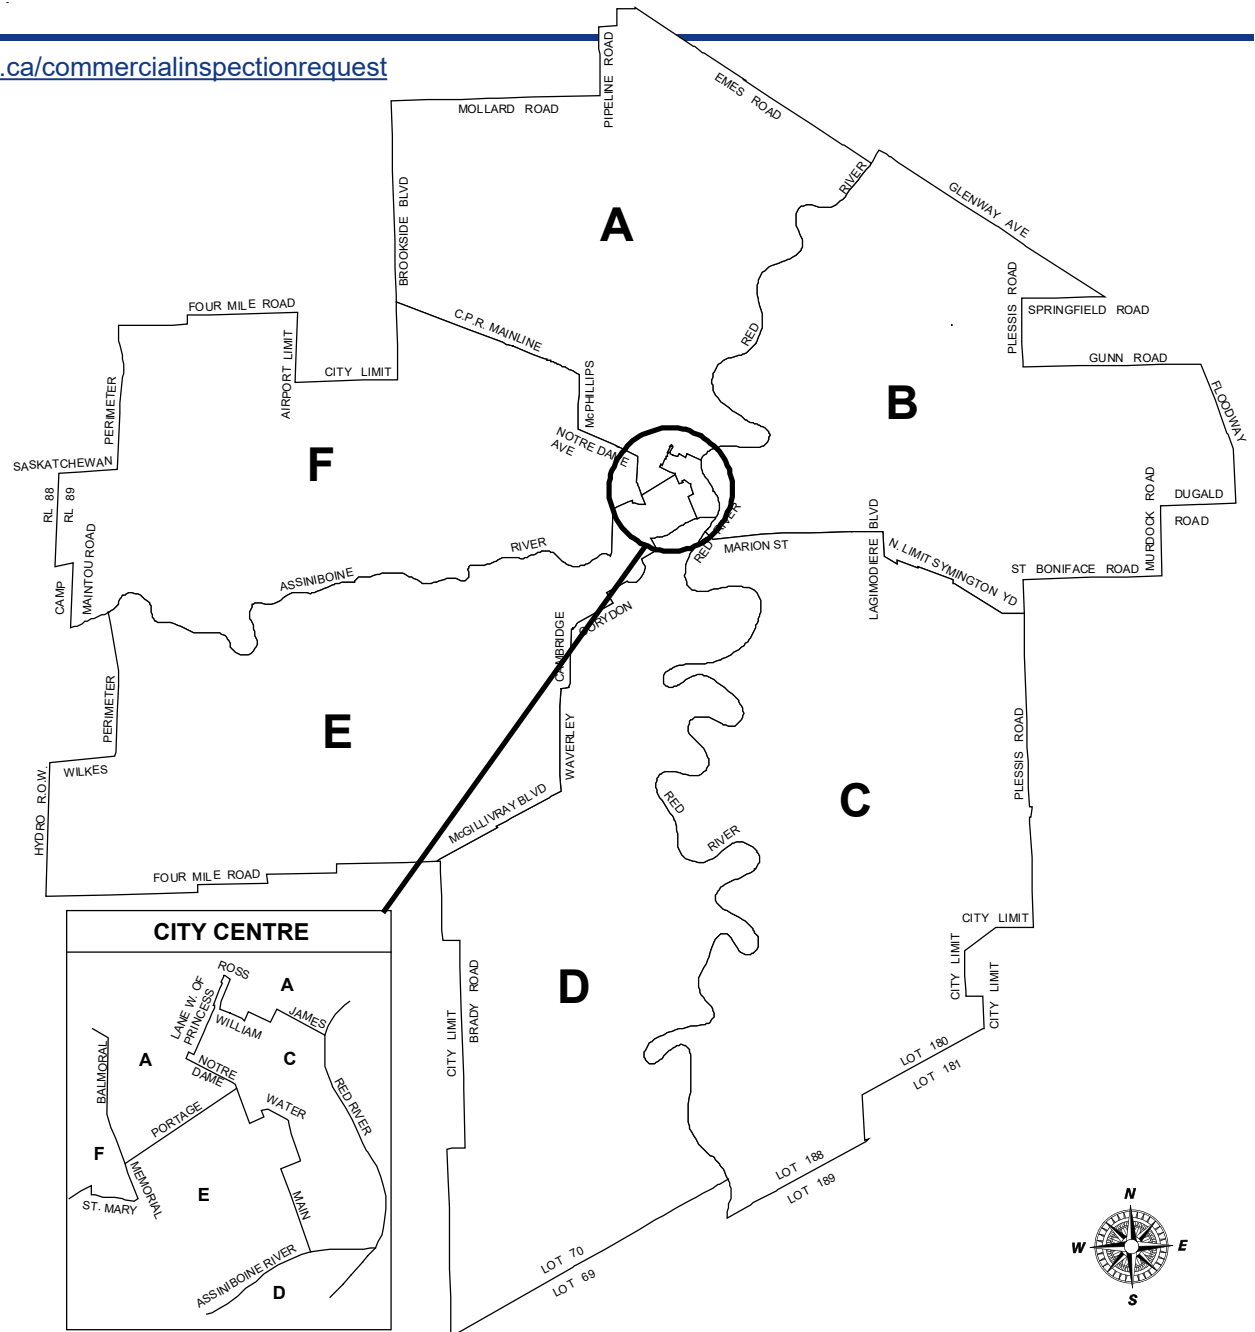 .ca/commercialinspectionrequest
PIPELINE ROAD
EMES ROAD
MOLLARD ROAD
RIVER
GLENWAY AVE
BROOKSIDE BLVD
A
PLESSIS ROAD
SPRINGFIELD ROAD
FOUR MILE ROAD
C.P.R. MAINLINE
RED
AIRPORT LIMIT
CITY LIMIT
GUNN ROAD
McPHILLIPS
FLOODWAY
PERIMETER
B
NOTRE DAME
AVE
F
SASKATCHEWAN
RL 88
RL 89
MURDOCK ROAD
DUGALD
ROAD
LAGIMODIERE BLVD
RED RIVER
MARION ST
N. LIMIT SYMINGTON YD
ST BONIFACE ROAD
RIVER
ASSINIBOINE
CAMP
MAINTOU ROAD
CORYDON
CAMBRIDGE
PERIMETER
E
WAVERLEY
PLESSIS ROAD
WILKES
HYDRO R.O.W.
McGILLIVRAY BLVD
RED
RIVER
C
FOUR MILE ROAD
CITY LIMIT
CITY LIMIT
CITY LIMIT
D
CITY LIMIT
BRADY ROAD
LOT 180
LOT 181
LOT 188
LOT 189
LOT 70
LOT 69
CITY CENTRE
ROSS
A
LANE W. OF
PRINCESS
WILLIAM
JAMES
BALMORAL
A
NOTRE
DAME
C
PORTAGE
WATER
RED RIVER
F
MEMORIAL
ST. MARY
E
MAIN
ASSINIBOINE RIVER
D
N
W
E
S